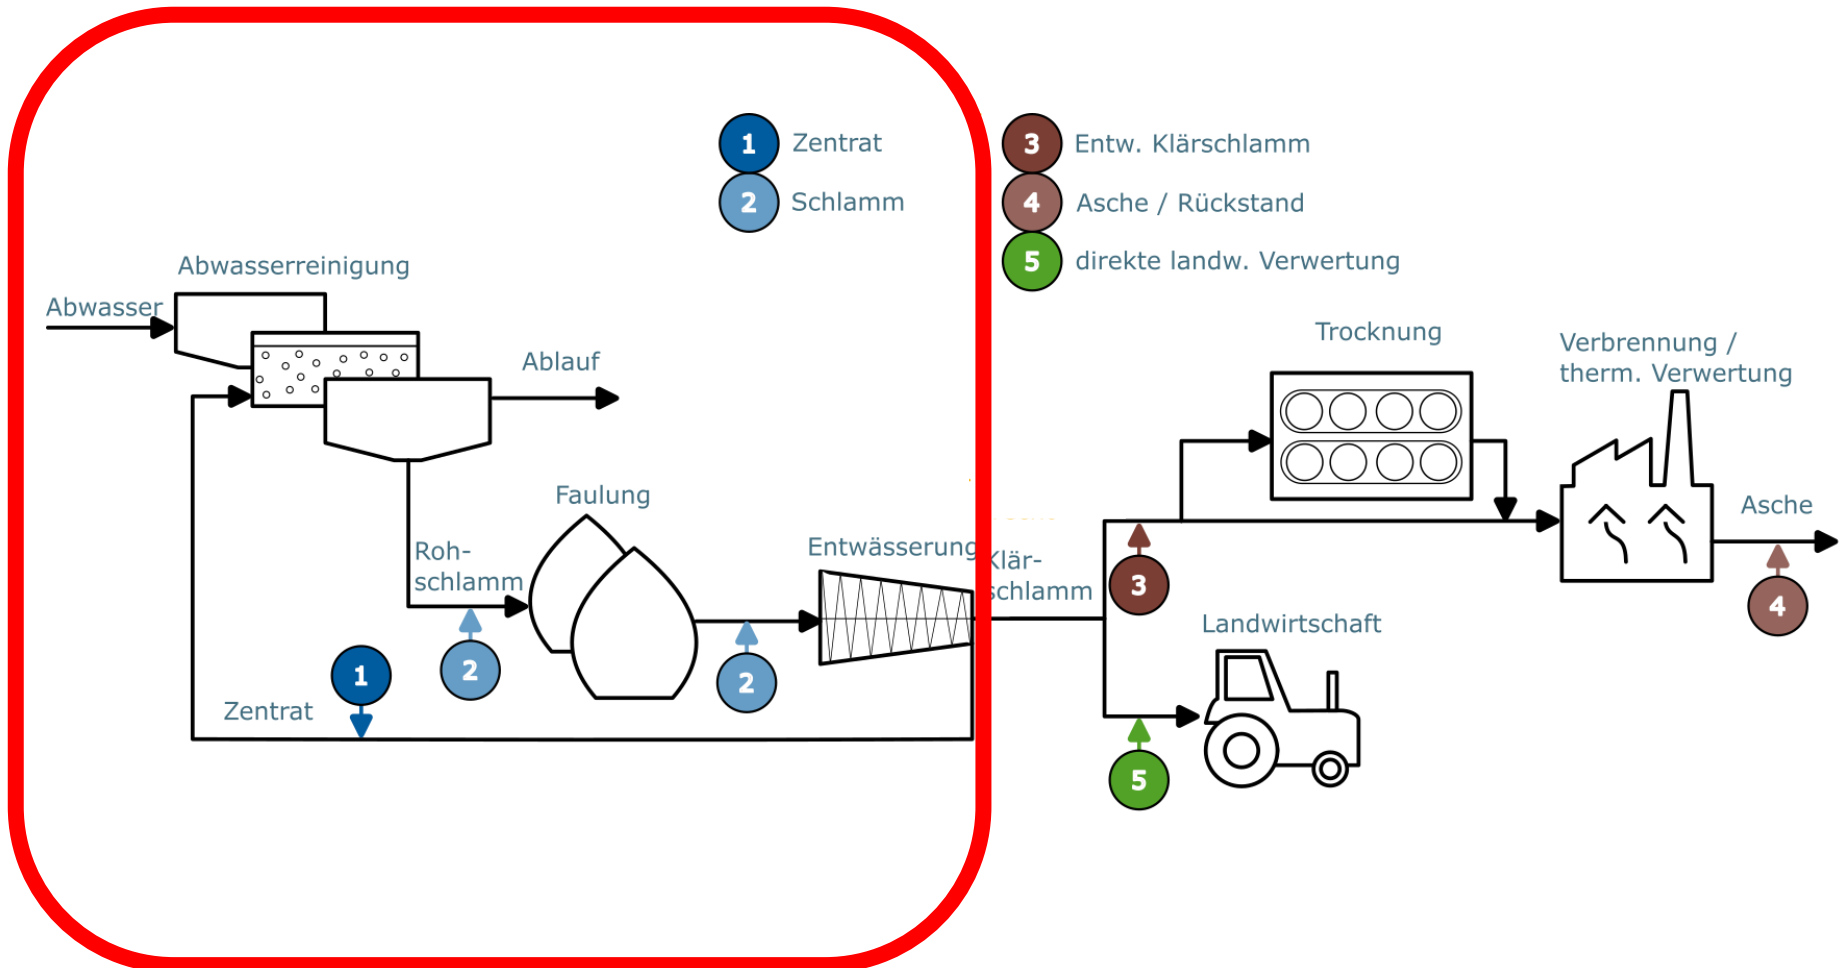 1 Zentrat
2 Schlamm
3 Entw. Klärschlamm
4 Asche / Rückstand
5 direkte landw. Verwertung
Abwasserreinigung
Abwasser
Ablauf
Trocknung
Verbrennung /
therm. Verwertung
Faulung
Asche
Roh-
schlamm
Entwässerung
Klär-
schlamm
3
4
Landwirtschaft
1
2
2
Zentrat
5